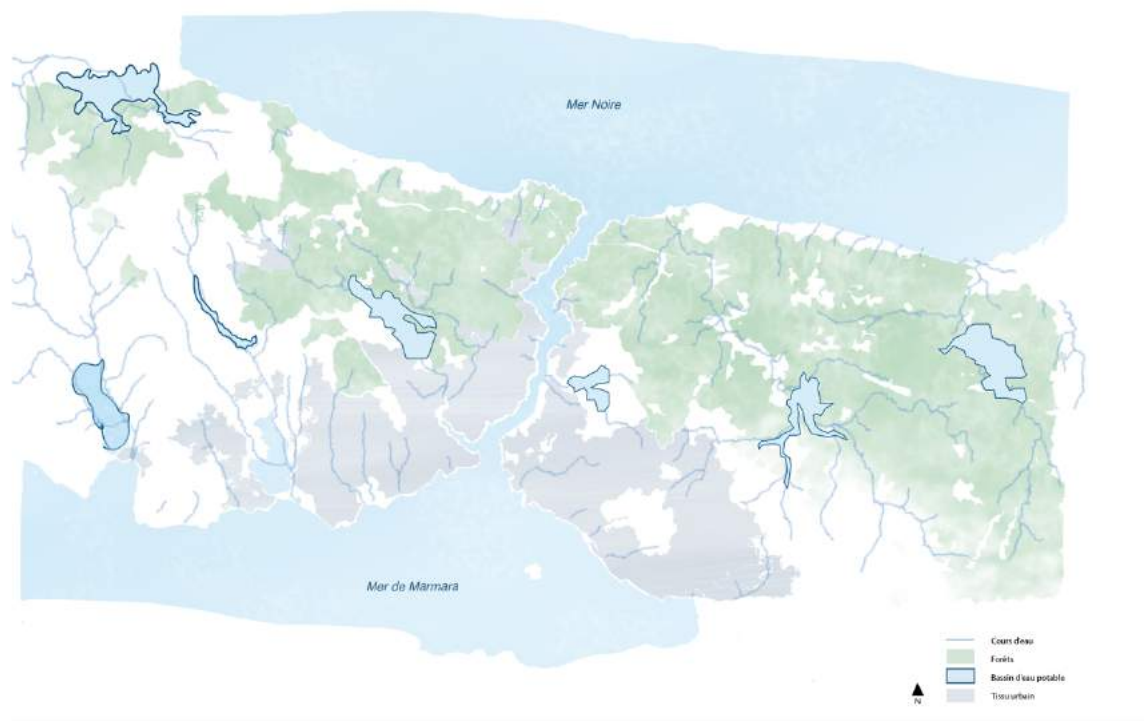 Mer Noire
Mer de Marmara
Cours d'eau
Forêts
Bassin d'eau potable
Tissu urbain
N